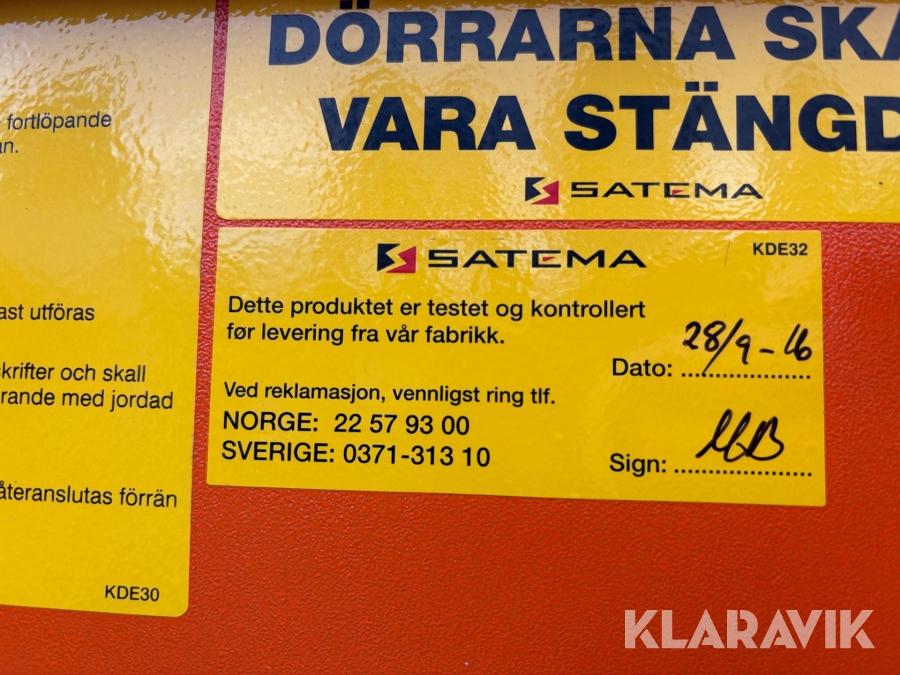 fortlöpande
DÖRRARNA SKA
VARA STÄNGD
SATEMA
ast utföras
skrifter och skall
rande med jordad
återanslutas förrän
KDE30
SATEMA
KDE32
Dette produktet er testet og kontrollert
før levering fra vår fabrikk.
Dato: 28/9-16
Ved reklamasjon, vennligst ring tlf.
NORGE: 22 57 93 00
SVERIGE: 0371-313 10
Sign:
KLARAVIK